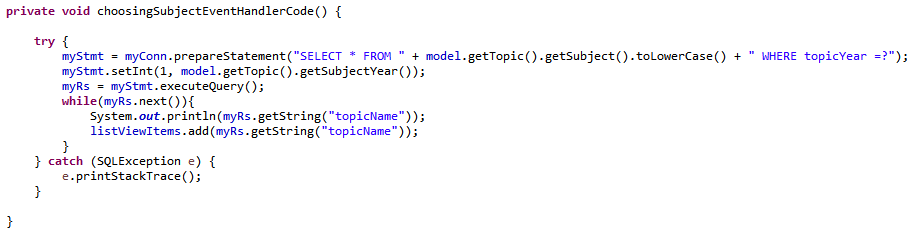 private void choosingSubjectEventHandlerCode() {
try {
myStmt = myConn.prepareStatement("SELECT * FROM " + model.getTopic().getSubject().toLowerCase() + " WHERE topicYear =?");
myStmt.setInt(1, model.getTopic().getSubjectYear());
myRs = myStmt.executeQuery();
while(myRs.next()){
System.out.println(myRs.getString("topicName"));
listViewItems.add(myRs.getString("topicName"));
}
} catch (SQLException e) {
e.printStackTrace();
}
}